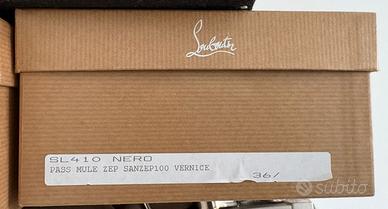 Louboutin
SL410 NERO
PASS MULE ZEP SANZEP100 VERNICE
36/
subito